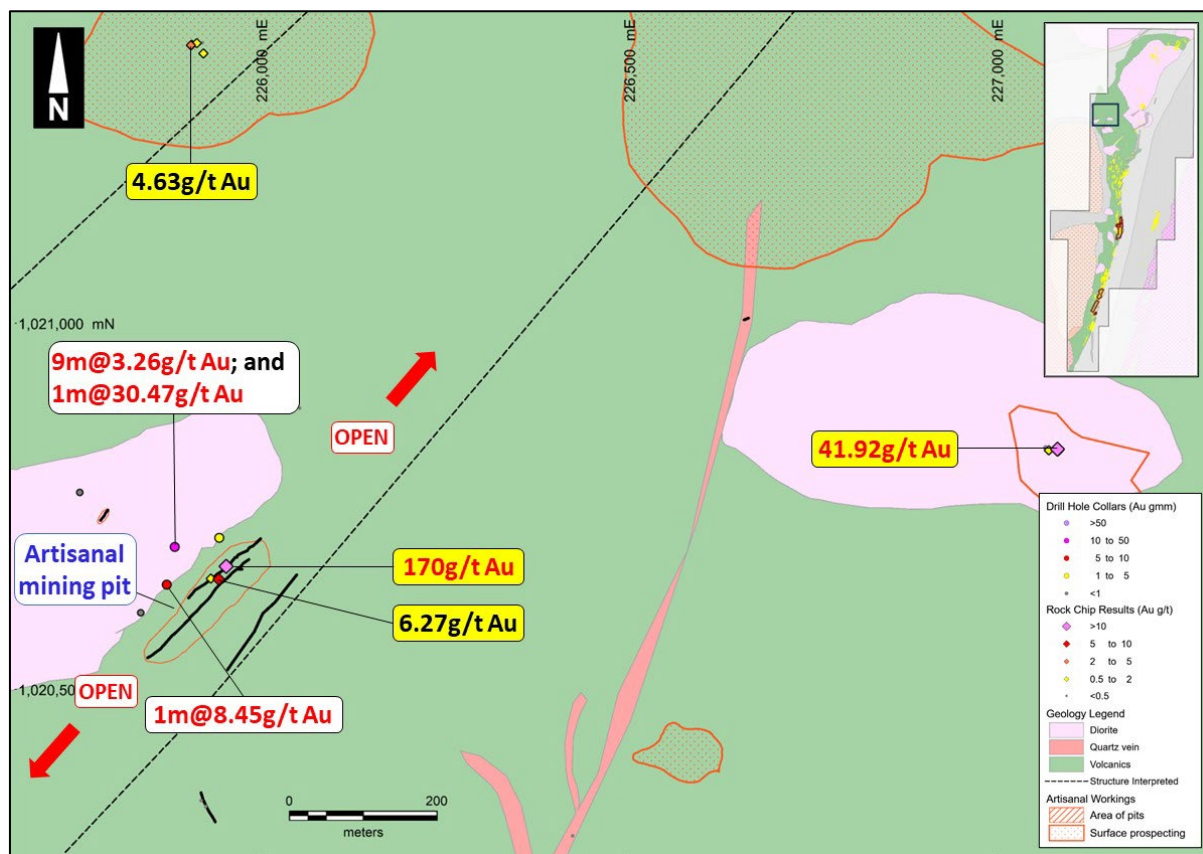 226,000 mE
226,500 mE
227,000 mE
N
4.63g/t Au
1,021,000 mN
9m@3.26g/t Au; and
1m@30.47g/t Au
OPEN
41.92g/t Au
Artisanal
mining pit
170g/t Au
6.27g/t Au
1,020,50
OPEN
1m@8.45g/t Au
0 200
meters
Drill Hole Collars (Au gmm)
>50
10 to 50
5 to 10
1 to 5
<1
Rock Chip Results (Au g/t)
>10
5 to 10
2 to 5
0.5 to 2
<0.5
Geology Legend
Diorite
Quartz vein
Volcanics
Structure Interpreted
Artisanal Workings
Area of pits
Surface prospecting